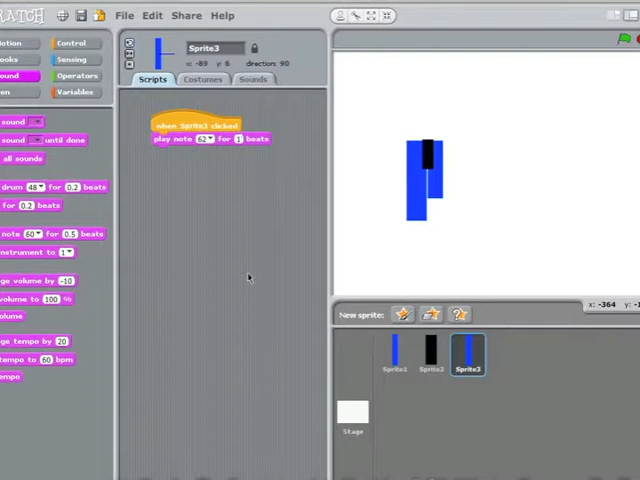 RATCH File Edit Share Help
otion Control
ooks Sensing
ound Operators
en Variables
Sprite3
x: -89 y: 6 direction: 90
Scripts Costumes Sounds
when Sprite3 clicked
play note 62 for 1 beats
sound
sound until done
all sounds
drum 48 for 0.2 beats
for 0.2 beats
note 60 for 0.5 beats
nstrument to 1
ge volume by -10
volume to 100 %
olume
ge tempo by 20
tempo to 60 bpm
empo
x: -364 y: -1
New sprite:
Sprite1 Sprite2 Sprite3
Stage